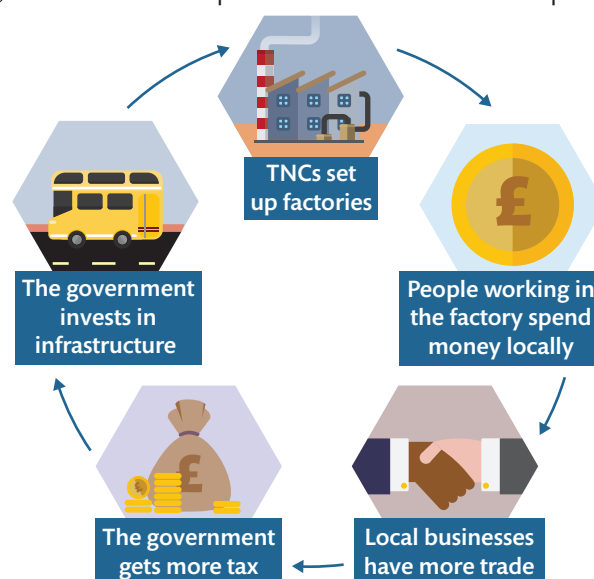 TNCs set
up factories
People working in
the factory spend
money locally
Local businesses
have more trade
The government
gets more tax
The government
invests in
infrastructure
£
£